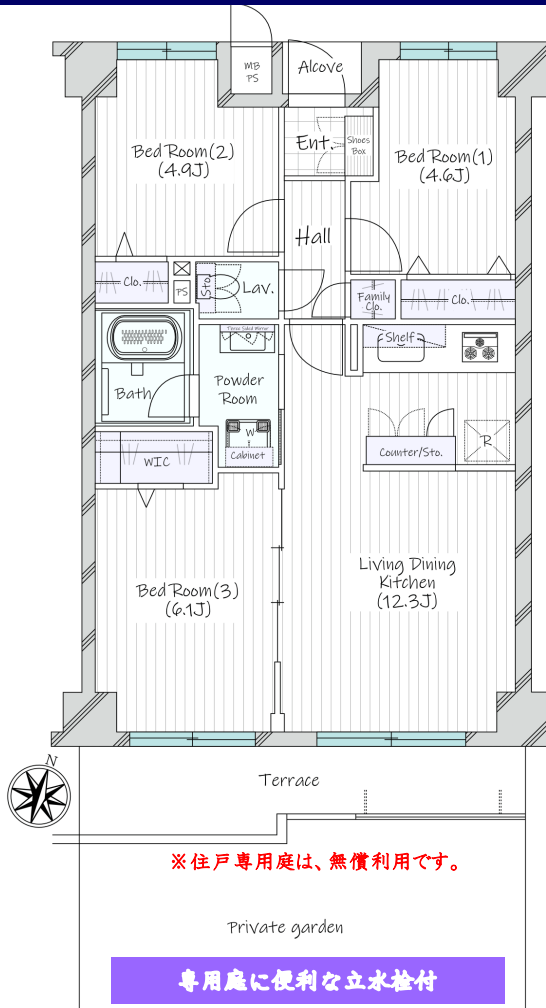 MB
PS
Alcove
Ent.
Shoes
Box
Bed Room(2)
(4.9J)
Bed Room(1)
(4.6J)
Hall
Clo.
PS
Sto.
Lav.
Family
Clo.
Clo.
Three Sided Mirror
Shelf
Bath
Powder
Room
W
Cabinet
Counter/Sto.
R
WIC
Bed Room(3)
(6.1J)
Living Dining
Kitchen
(12.3J)
N
Terrace
※住戸専用庭は、無償利用です。
Private garden
専用庭に便利な立水栓付